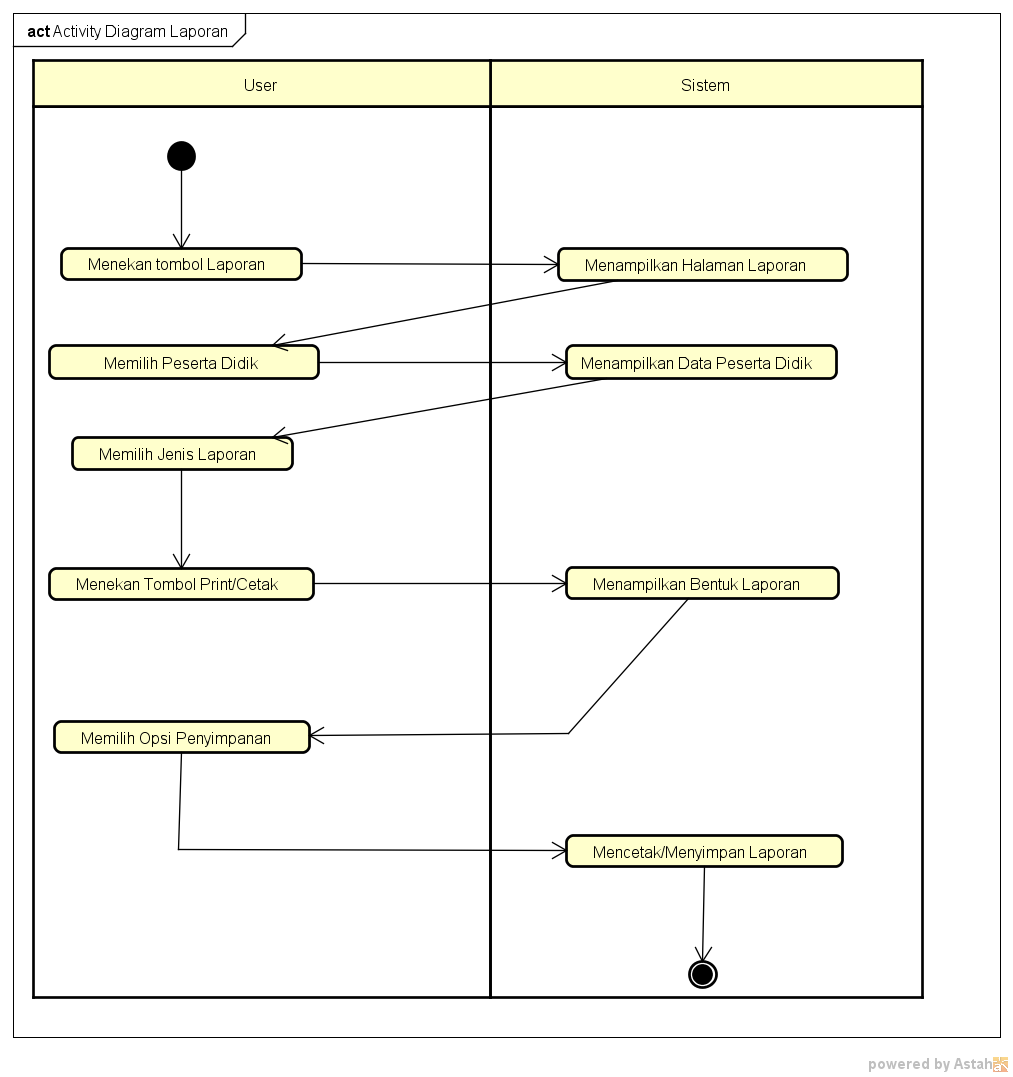 act Activity Diagram Laporan
User
Sistem
Menekan tombol Laporan
Menampilkan Halaman Laporan
Memilih Peserta Didik
Menampilkan Data Peserta Didik
Memilih Jenis Laporan
Menekan Tombol Print/Cetak
Menampilkan Bentuk Laporan
Memilih Opsi Penyimpanan
Mencetak/Menyimpan Laporan
powered by Astah